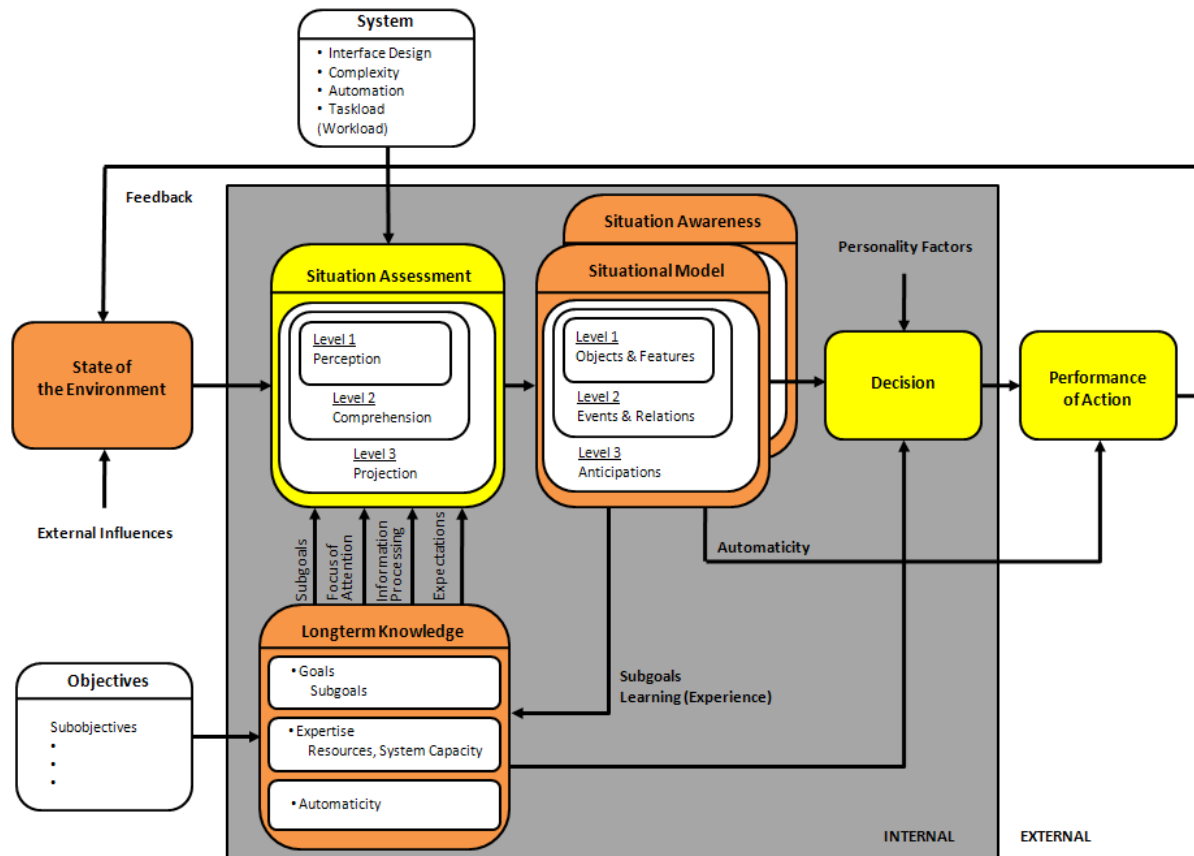 System
• Interface Design
• Complexity
• Automation
• Taskload
(Workload)
Feedback
Situation Awareness
Personality Factors
Situation Assessment
Situational Model
Level 1
Perception
Level 2
Comprehension
Level 3
Projection
Level 1
Objects & Features
Level 2
Events & Relations
Level 3
Anticipations
State of
the Environment
Decision
Performance
of Action
External Influences
Subgoals
Focus of
Attention
Information
Processing
Expectations
Automaticity
Longterm Knowledge
• Goals
Subgoals
• Expertise
Resources, System Capacity
• Automaticity
Subgoals
Learning (Experience)
Objectives
Subobjectives
•
•
•
INTERNAL
EXTERNAL